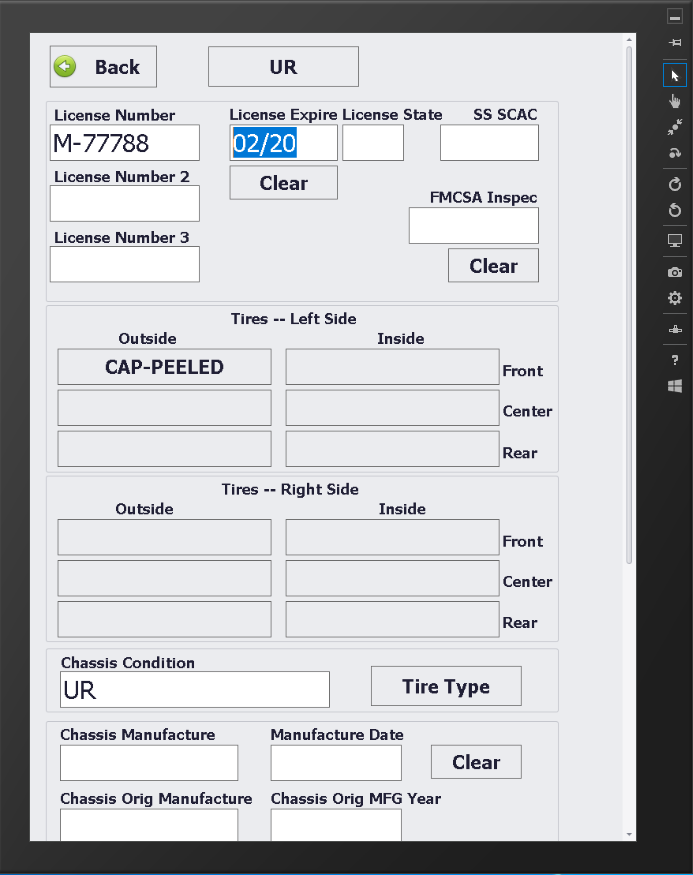 Back
UR
License Number
License Expire
License State
SS SCAC
M-77788
02/20
License Number 2
Clear
FMCSA Inspec
License Number 3
Clear
Tires -- Left Side
Outside
Inside
CAP-PEELED
Front
Center
Rear
Tires -- Right Side
Outside
Inside
Front
Center
Rear
Chassis Condition
UR
Tire Type
Chassis Manufacture
Manufacture Date
Clear
Chassis Orig Manufacture
Chassis Orig MFG Year
?